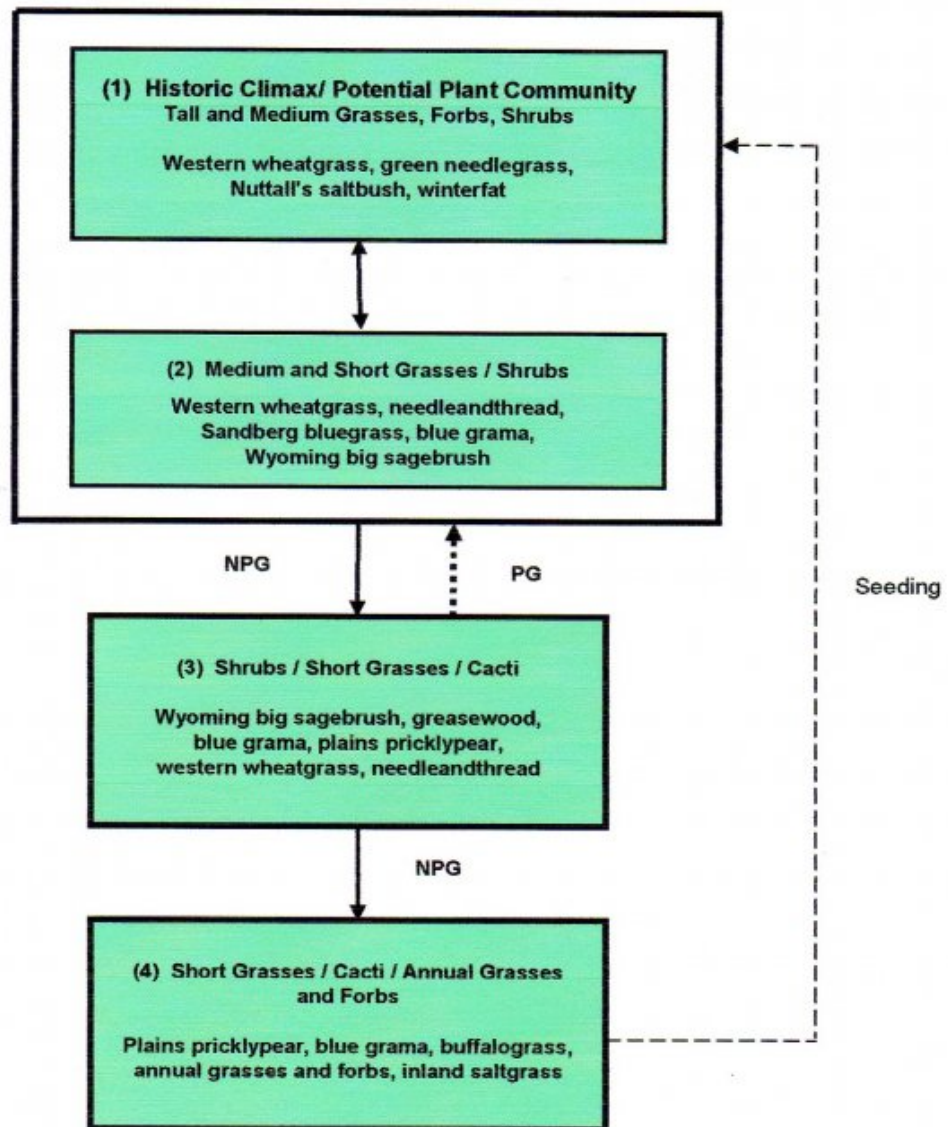 (1) Historic Climax/ Potential Plant Community
Tall and Medium Grasses, Forbs, Shrubs
Western wheatgrass, green needlegrass,
Nuttall's saltbush, winterfat
(2) Medium and Short Grasses / Shrubs
Western wheatgrass, needleandthread,
Sandberg bluegrass, blue grama,
Wyoming big sagebrush
NPG
PG
Seeding
(3) Shrubs / Short Grasses / Cacti
Wyoming big sagebrush, greasewood,
blue grama, plains pricklypear,
western wheatgrass, needleandthread
NPG
(4) Short Grasses / Cacti / Annual Grasses
and Forbs
Plains pricklypear, blue grama, buffalograss,
annual grasses and forbs, inland saltgrass